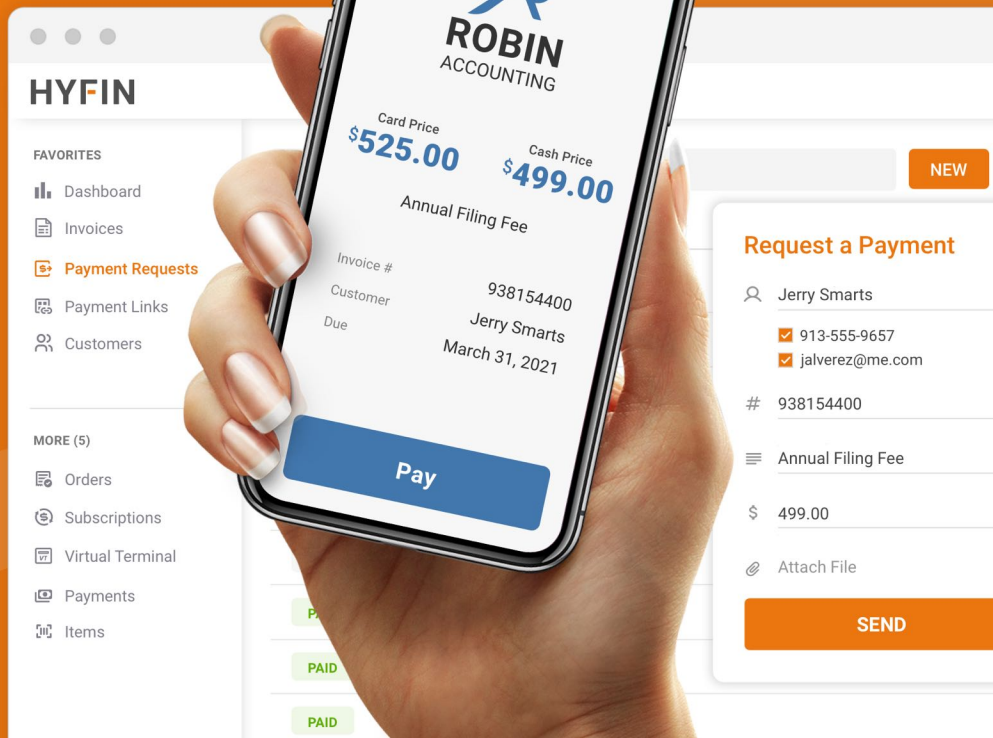 HYFIN
FAVORITES
Dashboard
Invoices
Payment Requests
Payment Links
Customers
MORE (5)
Orders
Subscriptions
Virtual Terminal
Payments
Items
ROBIN
ACCOUNTING
Card Price
$525.00
Cash Price
$499.00
Annual Filing Fee
Invoice # 938154400
Customer Jerry Smarts
Due March 31, 2021
Pay
NEW
Request a Payment
Jerry Smarts
913-555-9657
jalverez@me.com
# 938154400
Annual Filing Fee
$ 499.00
Attach File
SEND
PAID
PAID